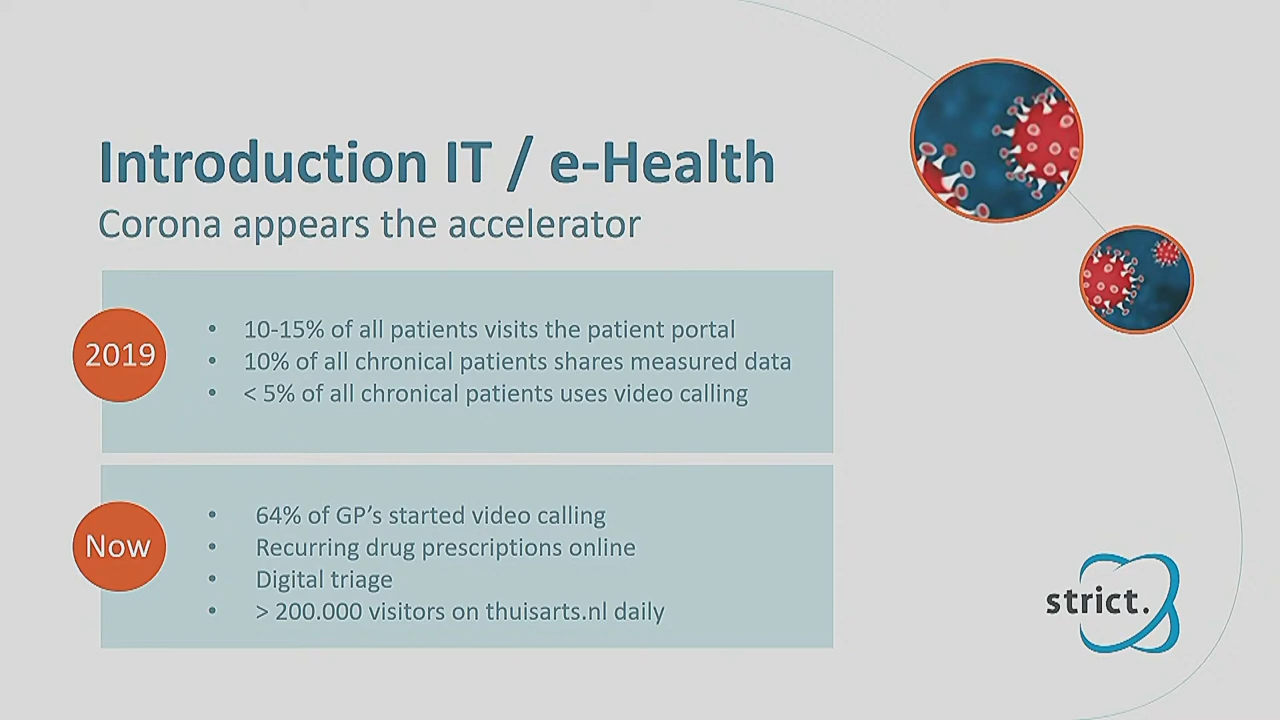 Introduction IT / e-Health
Corona appears the accelerator
2019
• 10-15% of all patients visits the patient portal
• 10% of all chronical patients shares measured data
• < 5% of all chronical patients uses video calling
Now
• 64% of GP’s started video calling
• Recurring drug prescriptions online
• Digital triage
• > 200.000 visitors on thuisarts.nl daily
strict.